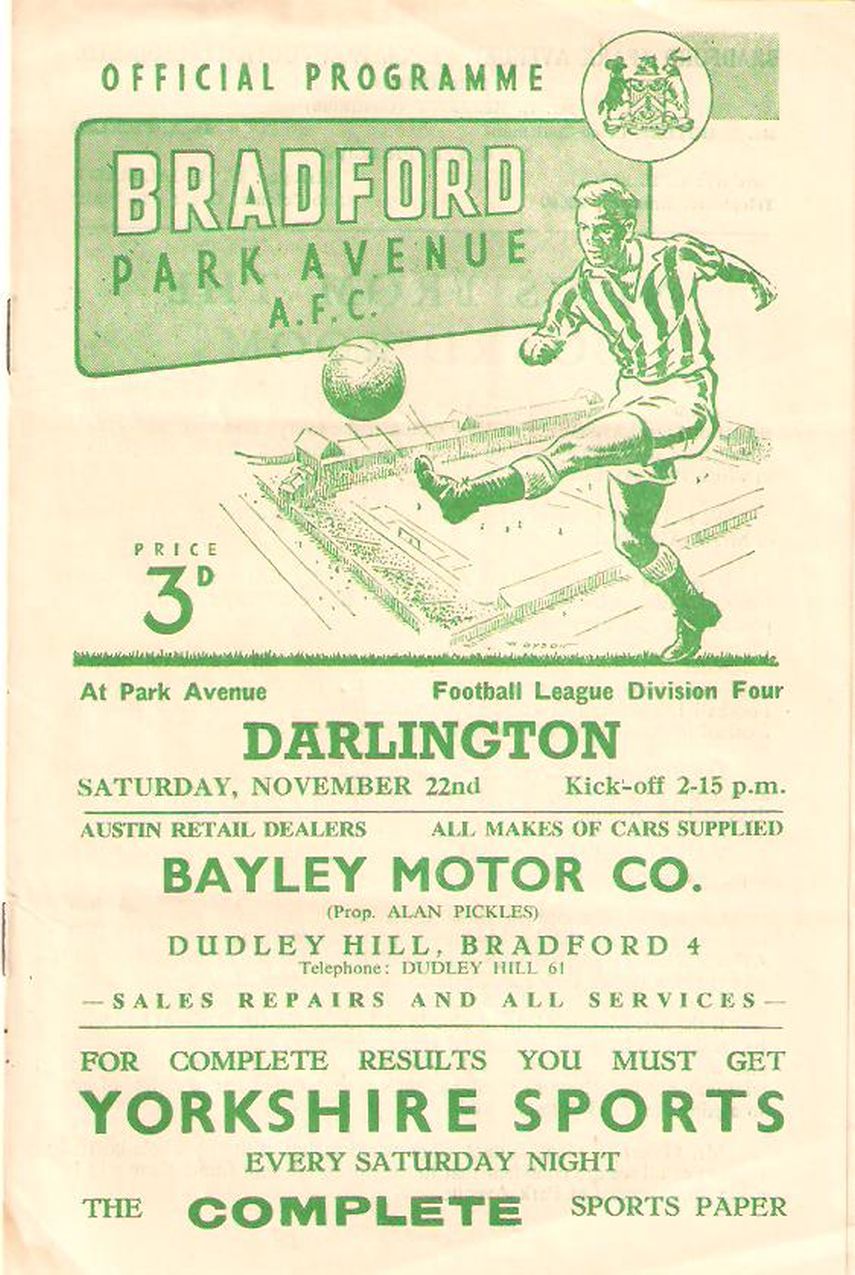 OFFICIAL PROGRAMME
BRADFORD
PARK AVENUE
A.F.C.
PRICE
3D
At Park Avenue Football League Division Four
DARLINGTON
SATURDAY, NOVEMBER 22nd Kick-off 2-15 p.m.
AUSTIN RETAIL DEALERS ALL MAKES OF CARS SUPPLIED
BAYLEY MOTOR CO.
(Prop. ALAN PICKLES)
DUDLEY HILL, BRADFORD 4
Telephone: DUDLEY HILL 61
—SALES REPAIRS AND ALL SERVICES—
FOR COMPLETE RESULTS YOU MUST GET
YORKSHIRE SPORTS
EVERY SATURDAY NIGHT
THE COMPLETE SPORTS PAPER